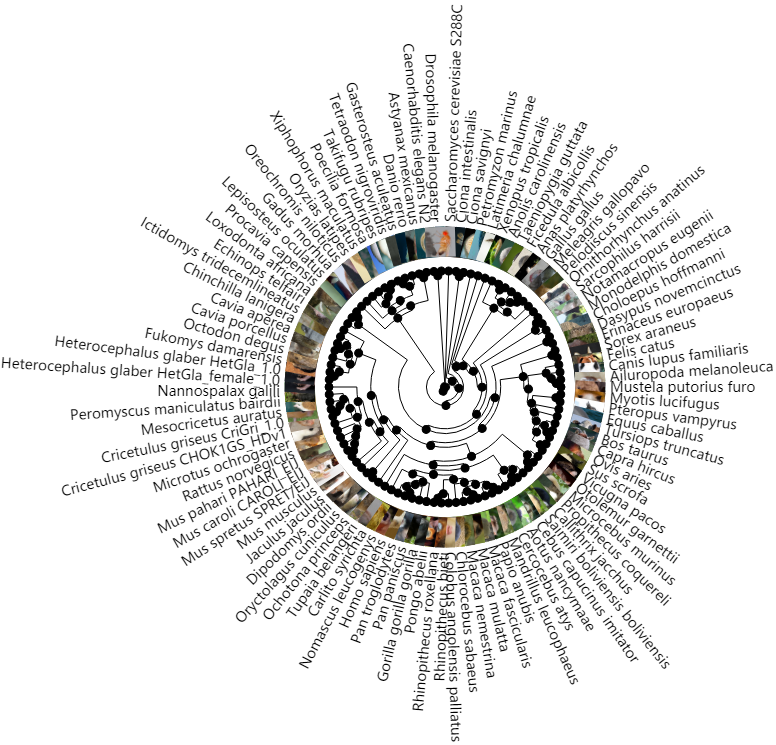 Saccharomyces cerevisiae S288C
Ciona intestinalis
Ciona savignyi
Petromyzon marinus
Latimeria chalumnae
Xenopus tropicalis
Anolis carolinensis
Taeniopygia guttata
Ficedula albicollis
Anas platyrhynchos
Gallus gallus
Meleagris gallopavo
Pelodiscus sinensis
Ornithorhynchus anatinus
Sarcophilus harrisii
Notamacropus eugenii
Monodelphis domestica
Choloepus hoffmanni
Dasypus novemcinctus
Erinaceus europaeus
Sorex araneus
Felis catus
Canis lupus familiaris
Ailuropoda melanoleuca
Mustela putorius furo
Myotis lucifugus
Pteropus vampyrus
Equus caballus
Tursiops truncatus
Bos taurus
Capra hircus
Ovis aries
Sus scrofa
Vicugna pacos
Otolemur garnettii
Microcebus murinus
Propithecus coquereli
Callithrix jacchus
Saimiri boliviensis boliviensis
Cebus capucinus imitator
Aotus nancymaae
Cercocebus atys
Mandrillus leucophaeus
Papio anubis
Macaca fascicularis
Macaca mulatta
Macaca nemestrina
Chlorocebus sabaeus
Colobus angolensis palliatus
Rhinopithecus bieti
Rhinopithecus roxellana
Pongo abelii
Gorilla gorilla gorilla
Pan paniscus
Pan troglodytes
Homo sapiens
Nomascus leucogenys
Carlito syrichta
Tupaia belangeri
Ochotona princeps
Oryctolagus cuniculus
Dipodomys ordii
Jaculus jaculus
Mus musculus
Mus spretus SPRET/EiJ
Mus caroli CAROLI_EIJ
Mus pahari PAHARI_EIJ
Rattus norvegicus
Microtus ochrogaster
Cricetulus griseus CHOK1GS_HDv1
Cricetulus griseus CriGri_1.0
Mesocricetus auratus
Peromyscus maniculatus bairdii
Nannospalax galili
Heterocephalus glaber HetGla_female_1.0
Heterocephalus glaber HetGla_1.0
Fukomys damarensis
Octodon degus
Cavia porcellus
Cavia aperea
Chinchilla lanigera
Ictidomys tridecemlineatus
Echinops telfairi
Loxodonta africana
Procavia capensis
Lepisosteus oculatus
Gadus morhua
Oreochromis niloticus
Oryzias latipes
Xiphophorus maculatus
Poecilia formosa
Takifugu rubripes
Tetraodon nigroviridis
Gasterosteus aculeatus
Danio rerio
Astyanax mexicanus
Caenorhabditis elegans N2
Drosophila melanogaster